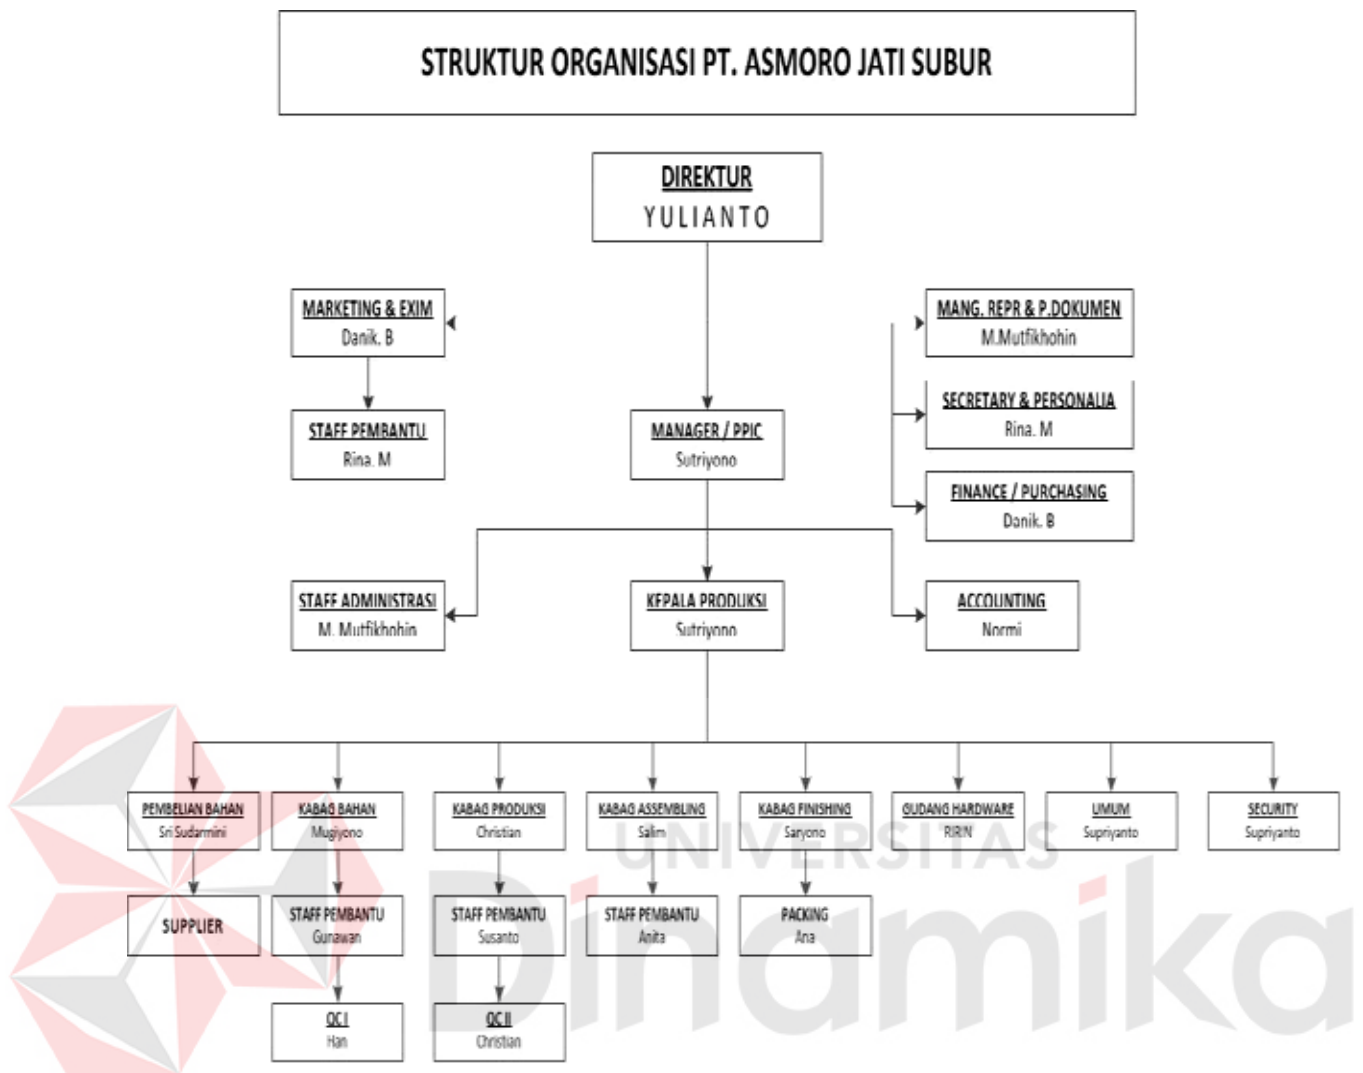 STRUKTUR ORGANISASI PT. ASMORO JATI SUBUR
DIREKTUR
YULIANTO
MARKETING & EXIM
Danik. B
MANG. REPR & P.DOKUMEN
M.Mutfikhohin
SECRETARY & PERSONALIA
Rina. M
STAFF PEMBANTU
Rina. M
MANAGER / PPIC
Sutriyono
FINANCE / PURCHASING
Danik. B
STAFF ADMINISTRASI
M. Mutfikhohin
KEPALA PRODUKSI
Sutriyono
ACCOUNTING
Normi
PEMBELIAN BAHAN
Sri Sudarmini
KABAG BAHAN
Mugiyono
KABAG PRODUKSI
Christian
KABAG ASSEMBLING
Salim
KABAG FINISHING
Saryono
GUDANG HARDWARE
RIRIN
UMUM
Supriyanto
SECURITY
Supriyanto
SUPPLIER
STAFF PEMBANTU
Gunawan
STAFF PEMBANTU
Susanto
STAFF PEMBANTU
Anita
PACKING
Ana
QC I
Han
QC II
Christian
UNIVERSITAS
Dinamika